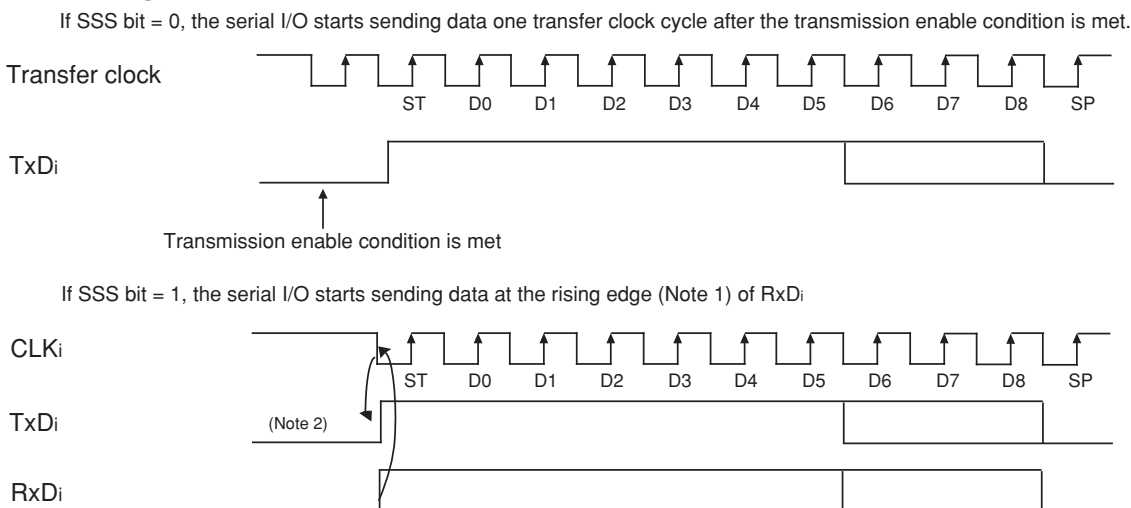 If SSS bit = 0, the serial I/O starts sending data one transfer clock cycle after the transmission enable condition is met.
Transfer clock
ST D0 D1 D2 D3 D4 D5 D6 D7 D8 SP
TxDi
Transmission enable condition is met
If SSS bit = 1, the serial I/O starts sending data at the rising edge (Note 1) of RxDi
CLKi
ST D0 D1 D2 D3 D4 D5 D6 D7 D8 SP
TxDi
(Note 2)
RxDi